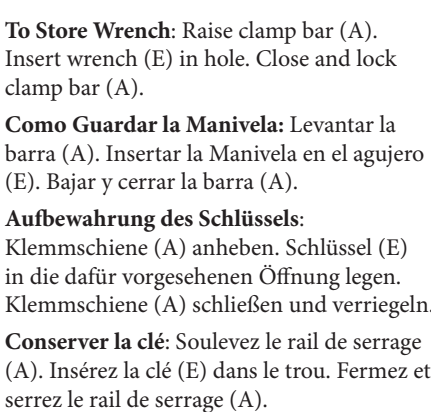 To Store Wrench: Raise clamp bar (A).
Insert wrench (E) in hole. Close and lock
clamp bar (A).
Como Guardar la Manivela: Levantar la
barra (A). Insertar la Manivela en el agujero
(E). Bajar y cerrar la barra (A).
Aufbewahrung des Schlüssels:
Klemmschiene (A) anheben. Schlüssel (E)
in die dafür vorgesehenen Öffnung legen.
Klemmschiene (A) schließen und verriegeln.
Conserver la clé: Soulevez le rail de serrage
(A). Insérez la clé (E) dans le trou. Fermez et
serrez le rail de serrage (A).